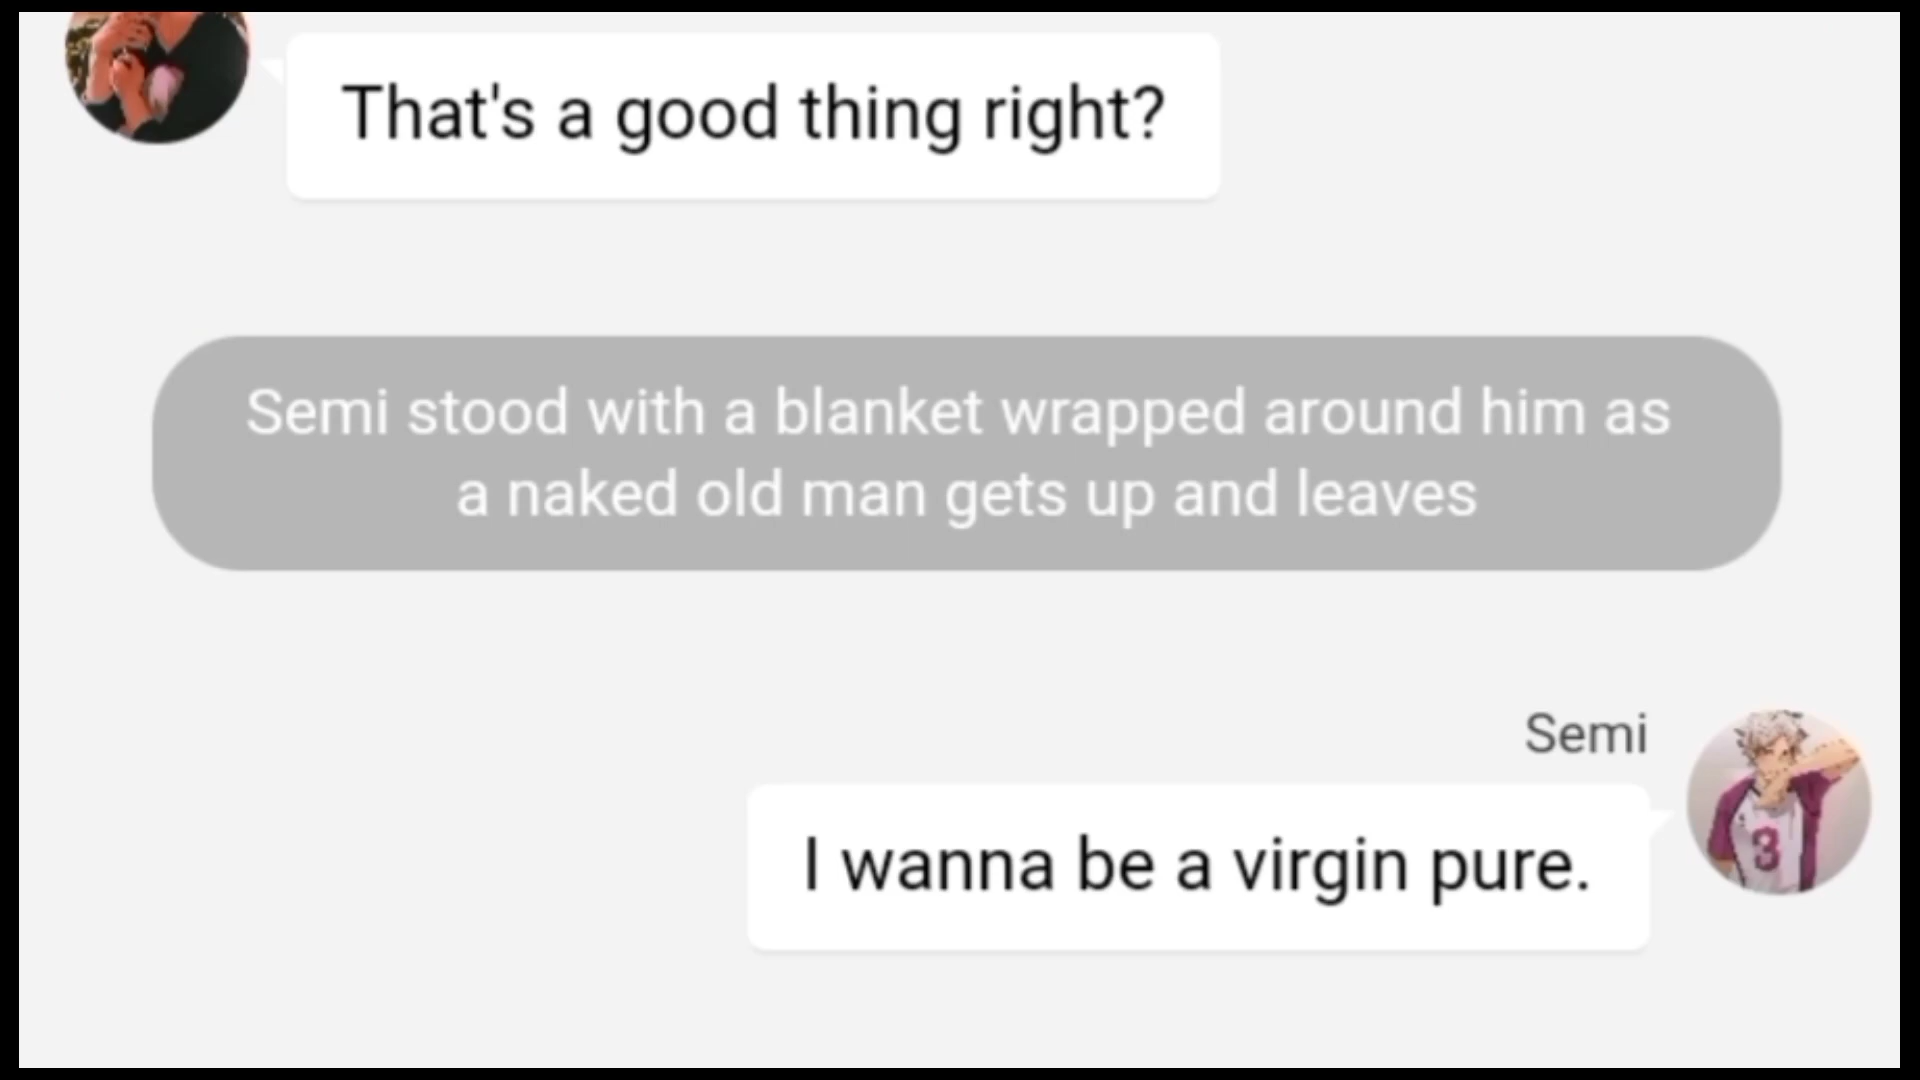 That's a good thing right?
Semi stood with a blanket wrapped around him as
a naked old man gets up and leaves
Semi
I wanna be a virgin pure.
3